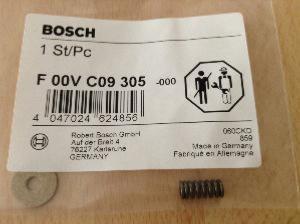 BOSCH
1 St/Pc
F 00V C09 305 -000
4 047024 624856
Robert Bosch GmbH
Auf der Breit 4
76227 Karlsruhe
GERMANY
080CKD
859
Made in Germany
Fabriqué en Allemagne